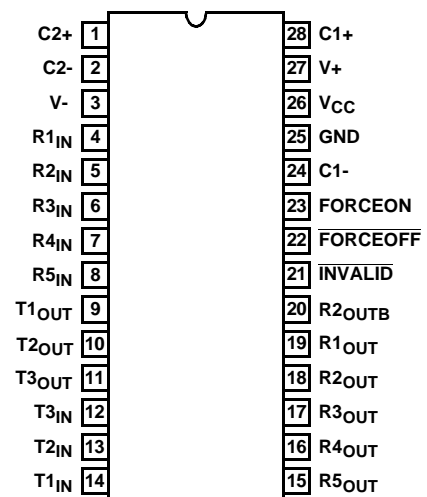 C2+ 1 28 C1+
C2- 2 27 V+
V- 3 26 VCC
R1IN 4 25 GND
R2IN 5 24 C1-
R3IN 6 23 FORCEON
R4IN 7 22 FORCEOFF
R5IN 8 21 INVALID
T1OUT 9 20 R2OUTB
T2OUT 10 19 R1OUT
T3OUT 11 18 R2OUT
T3IN 12 17 R3OUT
T2IN 13 16 R4OUT
T1IN 14 15 R5OUT